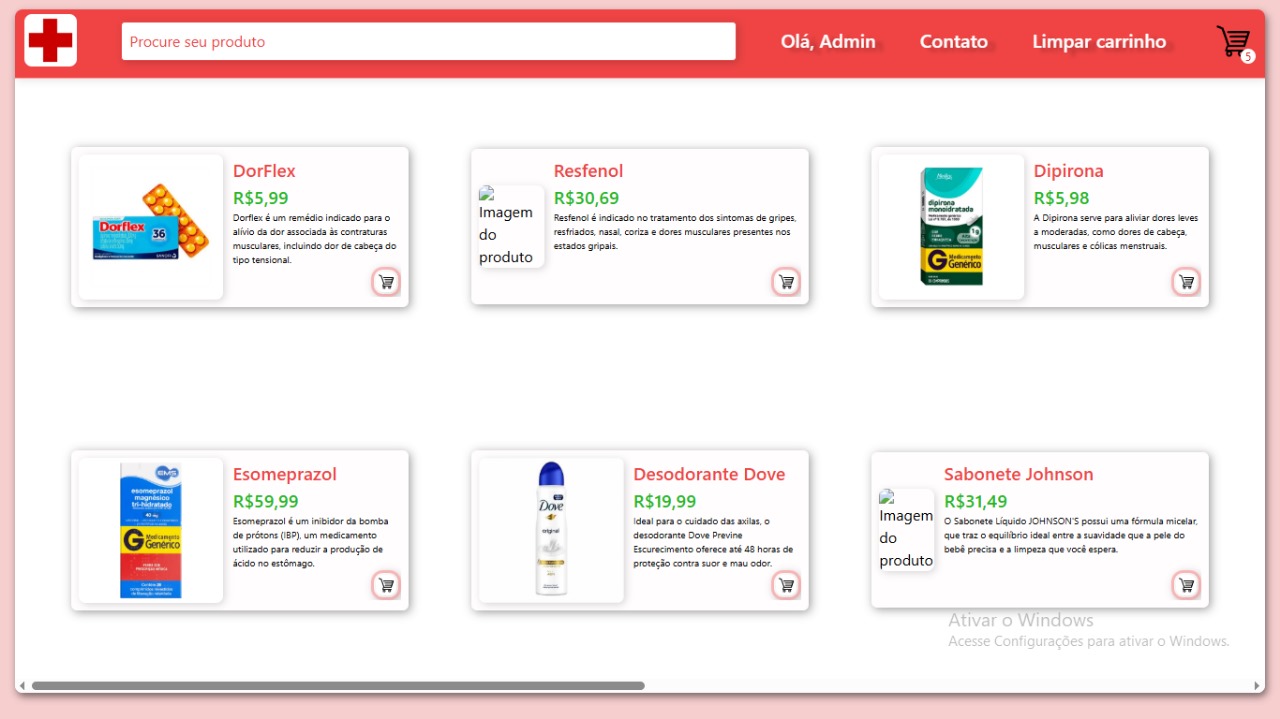 Procure seu produto
Olá, Admin
Contato
Limpar carrinho
5
DorFlex
R$5,99
Dorflex é um remédio indicado para o
alívio da dor associada às contraturas
musculares, incluindo dor de cabeça do
tipo tensional.
Dorflex
36
Resfenol
R$30,69
Imagem
do
produto
Resfenol é indicado no tratamento dos sintomas de gripes,
resfriados, nasal, coriza e dores musculares presentes nos
estados gripais.
Dipirona
R$5,98
A Dipirona serve para aliviar dores leves
a moderadas, como dores de cabeça,
musculares e cólicas menstruais.
dipirona
monoidratada
G
Medicamento
Genérico
Esomeprazol
R$59,99
Esomeprazol é um inibidor da bomba
de prótons (IBP), um medicamento
utilizado para reduzir a produção de
ácido no estômago.
EMS
esomeprazol
magnésico
tri-hidratado
40 mg
G
Medicamento
Genérico
Desodorante Dove
R$19,99
Ideal para o cuidado das axilas, o
desodorante Dove Previne
Escurecimento oferece até 48 horas de
proteção contra suor e mau odor.
Dove
original
Sabonete Johnson
R$31,49
Imagem
do
produto
O Sabonete Líquido JOHNSON'S possui uma fórmula micelar,
que traz o equilíbrio ideal entre a suavidade que a pele do
bebê precisa e a limpeza que você espera.
Ativar o Windows
Acesse Configurações para ativar o Windows.